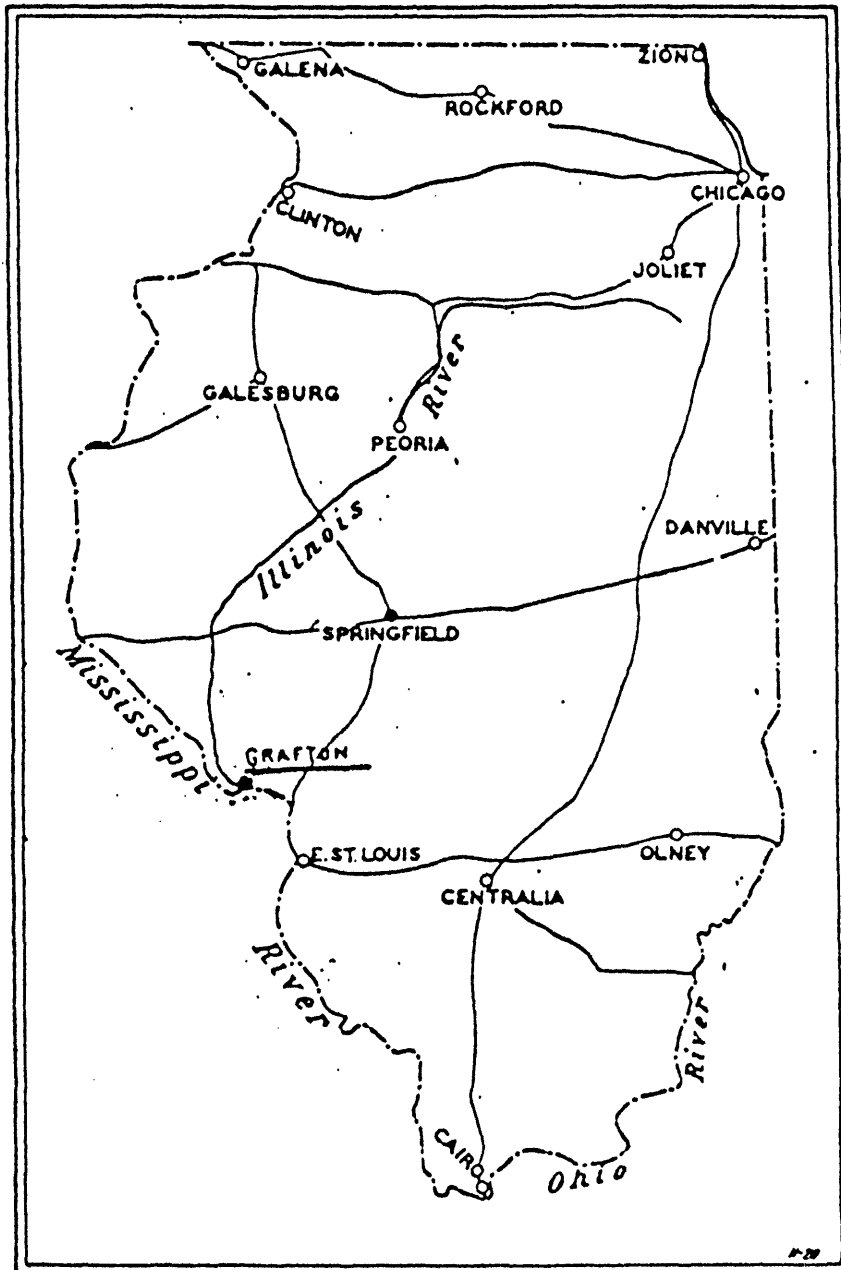 GALENA
ZION
ROCKFORD
CHICAGO
CLINTON
JOLIET
GALESBURG
River
PEORIA
DANVILLE
Illinois
SPRINGFIELD
Mississippi
GRAFTON
E. ST. LOUIS
OLNEY
CENTRALIA
River
River
CAIRO
Ohio